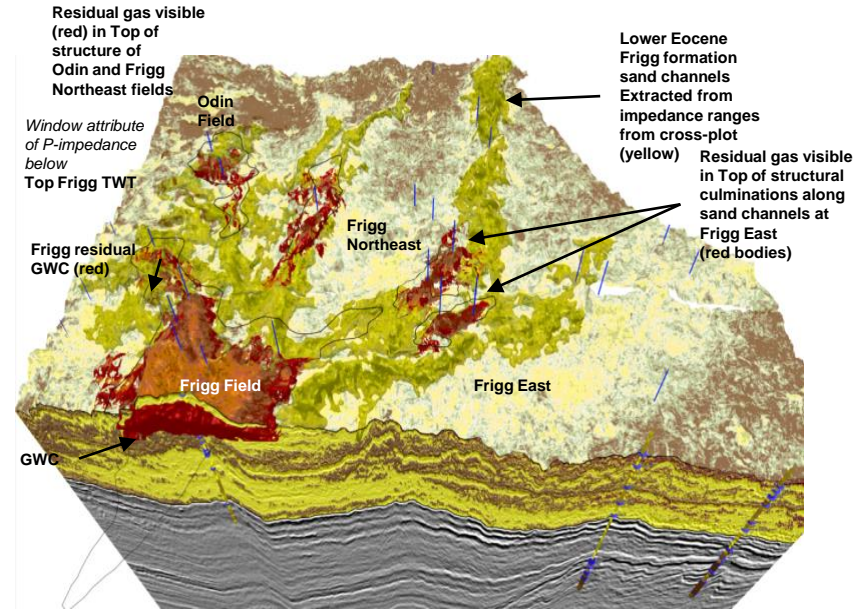 Residual gas visible
(red) in Top of
structure of
Odin and Frigg
Northeast fields
Window attribute
of P-impedance
below
Top Frigg TWT
Odin
Field
Lower Eocene
Frigg formation
sand channels
Extracted from
impedance ranges
from cross-plot
(yellow)
Residual gas visible
in Top of structural
culminations along
sand channels at
Frigg East
(red bodies)
Frigg
Northeast
Frigg residual
GWC (red)
Frigg Field
Frigg East
GWC